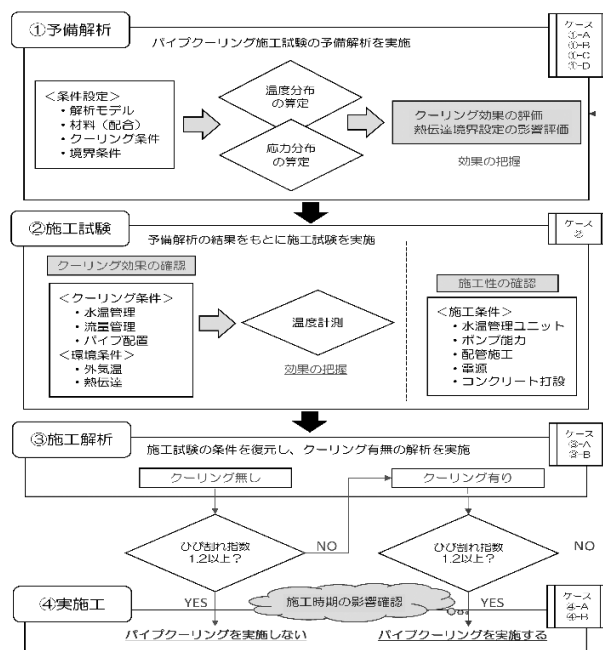 ①予備解析
ケース
①-A
①-B
①-C
①-D
パイプクーリング施工試験の予備解析を実施
<条件設定>
・解析モデル
・材料（配合）
・クーリング条件
・境界条件
温度分布
の算定
応力分布
の算定
クーリング効果の評価
熱伝達境界設定の影響評価
効果の把握
②施工試験
ケース
②
予備解析の結果をもとに施工試験を実施
クーリング効果の確認
<クーリング条件>
・水温管理
・流量管理
・パイプ配置
<環境条件>
・外気温
・熱伝達
温度計測
効果の把握
施工性の確認
<施工条件>
・水温管理ユニット
・ポンプ能力
・配管施工
・電源
・コンクリート打設
③施工解析
ケース
③-A
③-B
施工試験の条件を復元し、クーリング有無の解析を実施
クーリング無し
クーリング有り
ひび割れ指数
1.2以上？
NO
ひび割れ指数
1.2以上？
NO
④実施工
YES
施工時期の影響確認
YES
ケース
④-A
④-B
パイプクーリングを実施しない
パイプクーリングを実施する